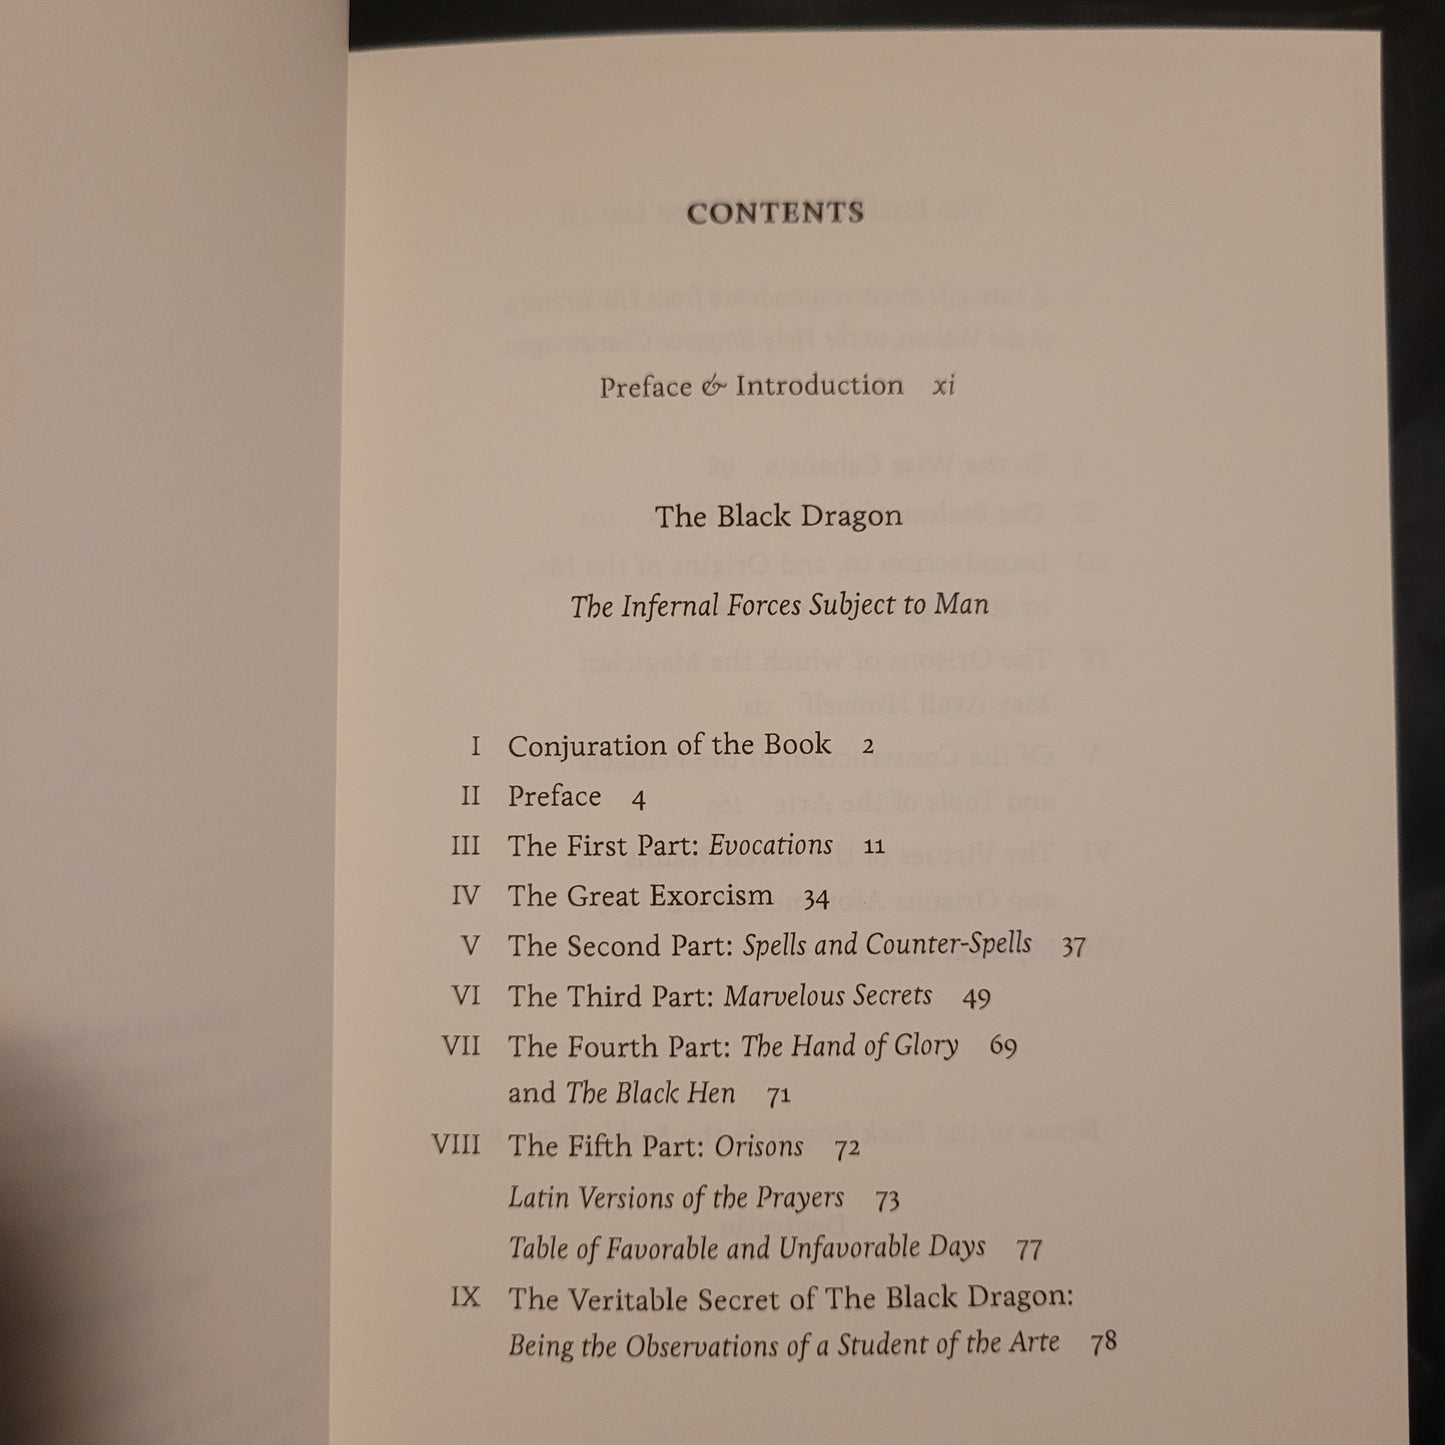 CONTENTS
Preface & Introduction xi
The Black Dragon
The Infernal Forces Subject to Man
I Conjuration of the Book 2
II Preface 4
III The First Part: Evocations 11
IV The Great Exorcism 34
V The Second Part: Spells and Counter-Spells 37
VI The Third Part: Marvelous Secrets 49
VII The Fourth Part: The Hand of Glory 69
and The Black Hen 71
VIII The Fifth Part: Orisons 72
Latin Versions of the Prayers 73
Table of Favorable and Unfavorable Days 77
IX The Veritable Secret of The Black Dragon:
Being the Observations of a Student of the Arte 78